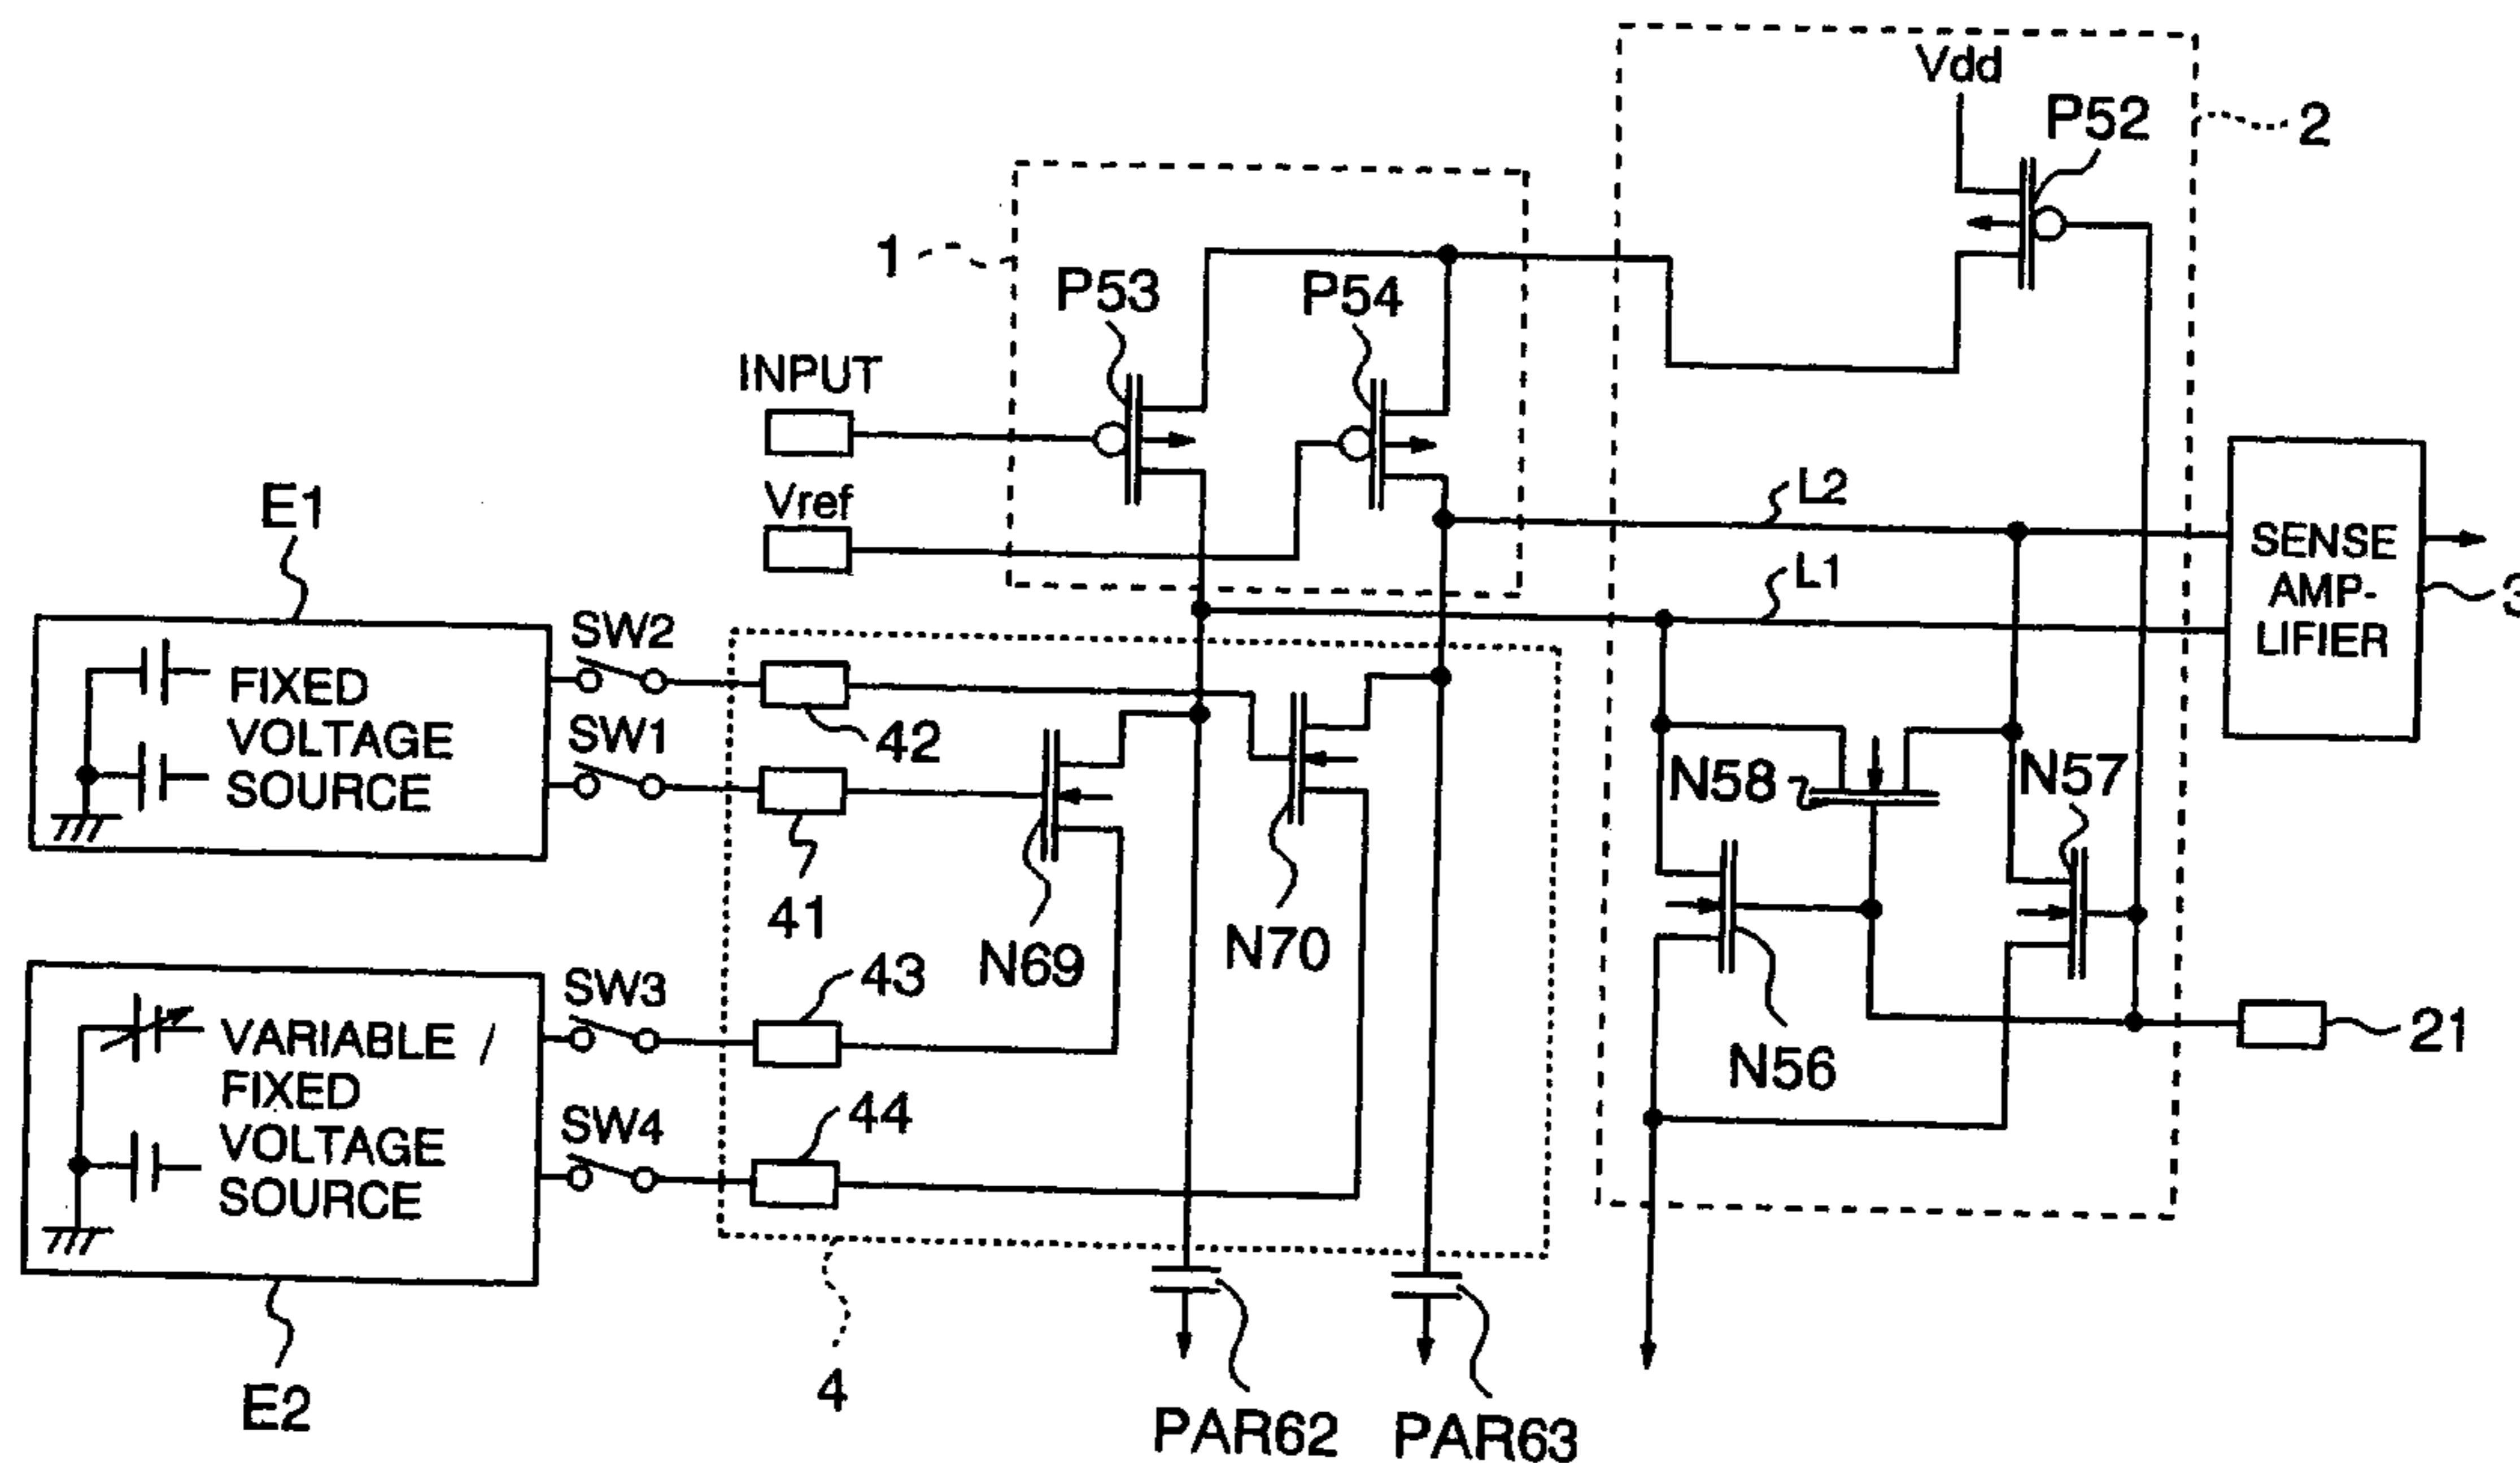 Vdd
P52
2
1
P53
P54
INPUT
Vref
L2
L1
SENSE
AMP-
LIFIER
3
E1
FIXED
VOLTAGE
SOURCE
SW2
SW1
42
41
N69
N70
N58
N57
N56
21
VARIABLE /
FIXED
VOLTAGE
SOURCE
SW3
SW4
43
44
4
E2
PAR62
PAR63